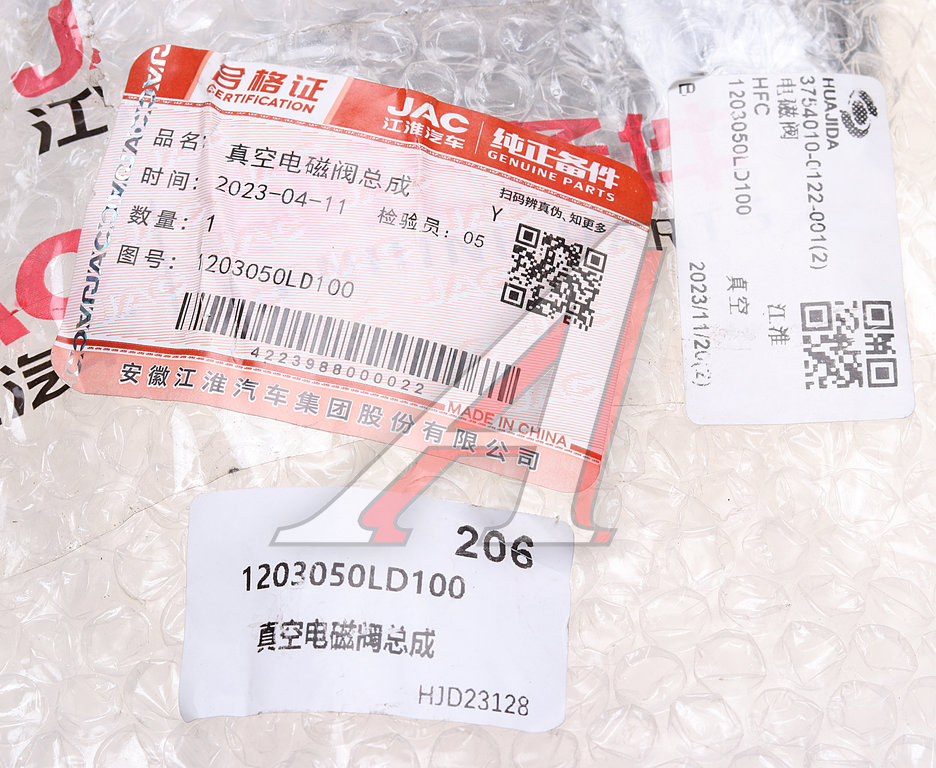 合格证
CERTIFICATION
JAC
江淮汽车
纯正备件
GENUINE PARTS
品名:
真空电磁阀总成
时间:
2023-04-11
检验员: 05
Y
扫码辨真伪、知更多
数量: 1
图号: 1203050LD100
4223988000022
MADE IN CHINA
安徽江淮汽车集团股份有限公司
HUAJIDA
37540010-C0122-001(2)
电磁阀
HFC
1203050LD100
江淮
真空
206
1203050LD100
真空电磁阀总成
HJD23128